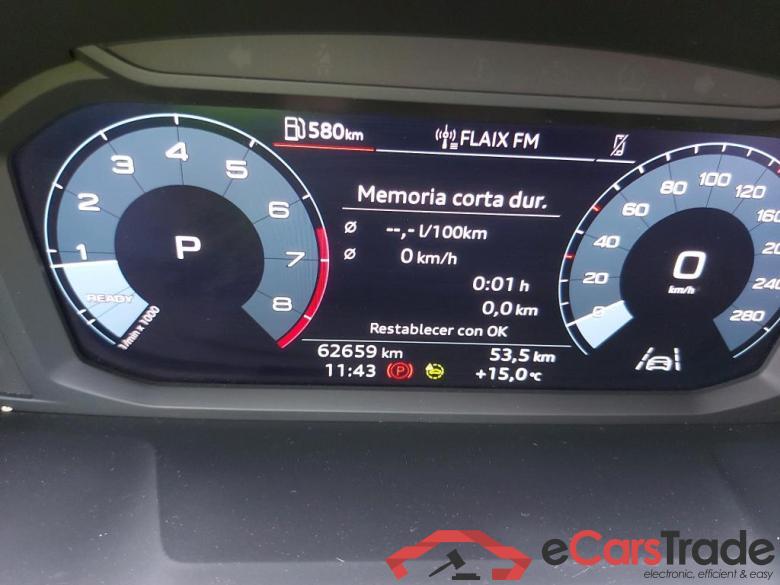 580km
FLAIX FM
1 2 3 4 5 6 7 8
P
READY
1/min x 1000
Memoria corta dur.
Ø --,- l/100km
Ø 0 km/h
0:01 h
0,0 km
Restablecer con OK
62659 km 53,5 km
11:43 (P) +15,0 °C
0 20 40 60 80 100 120 160 240 280
0
km/h
eCarsTrade
electronic, efficient & easy